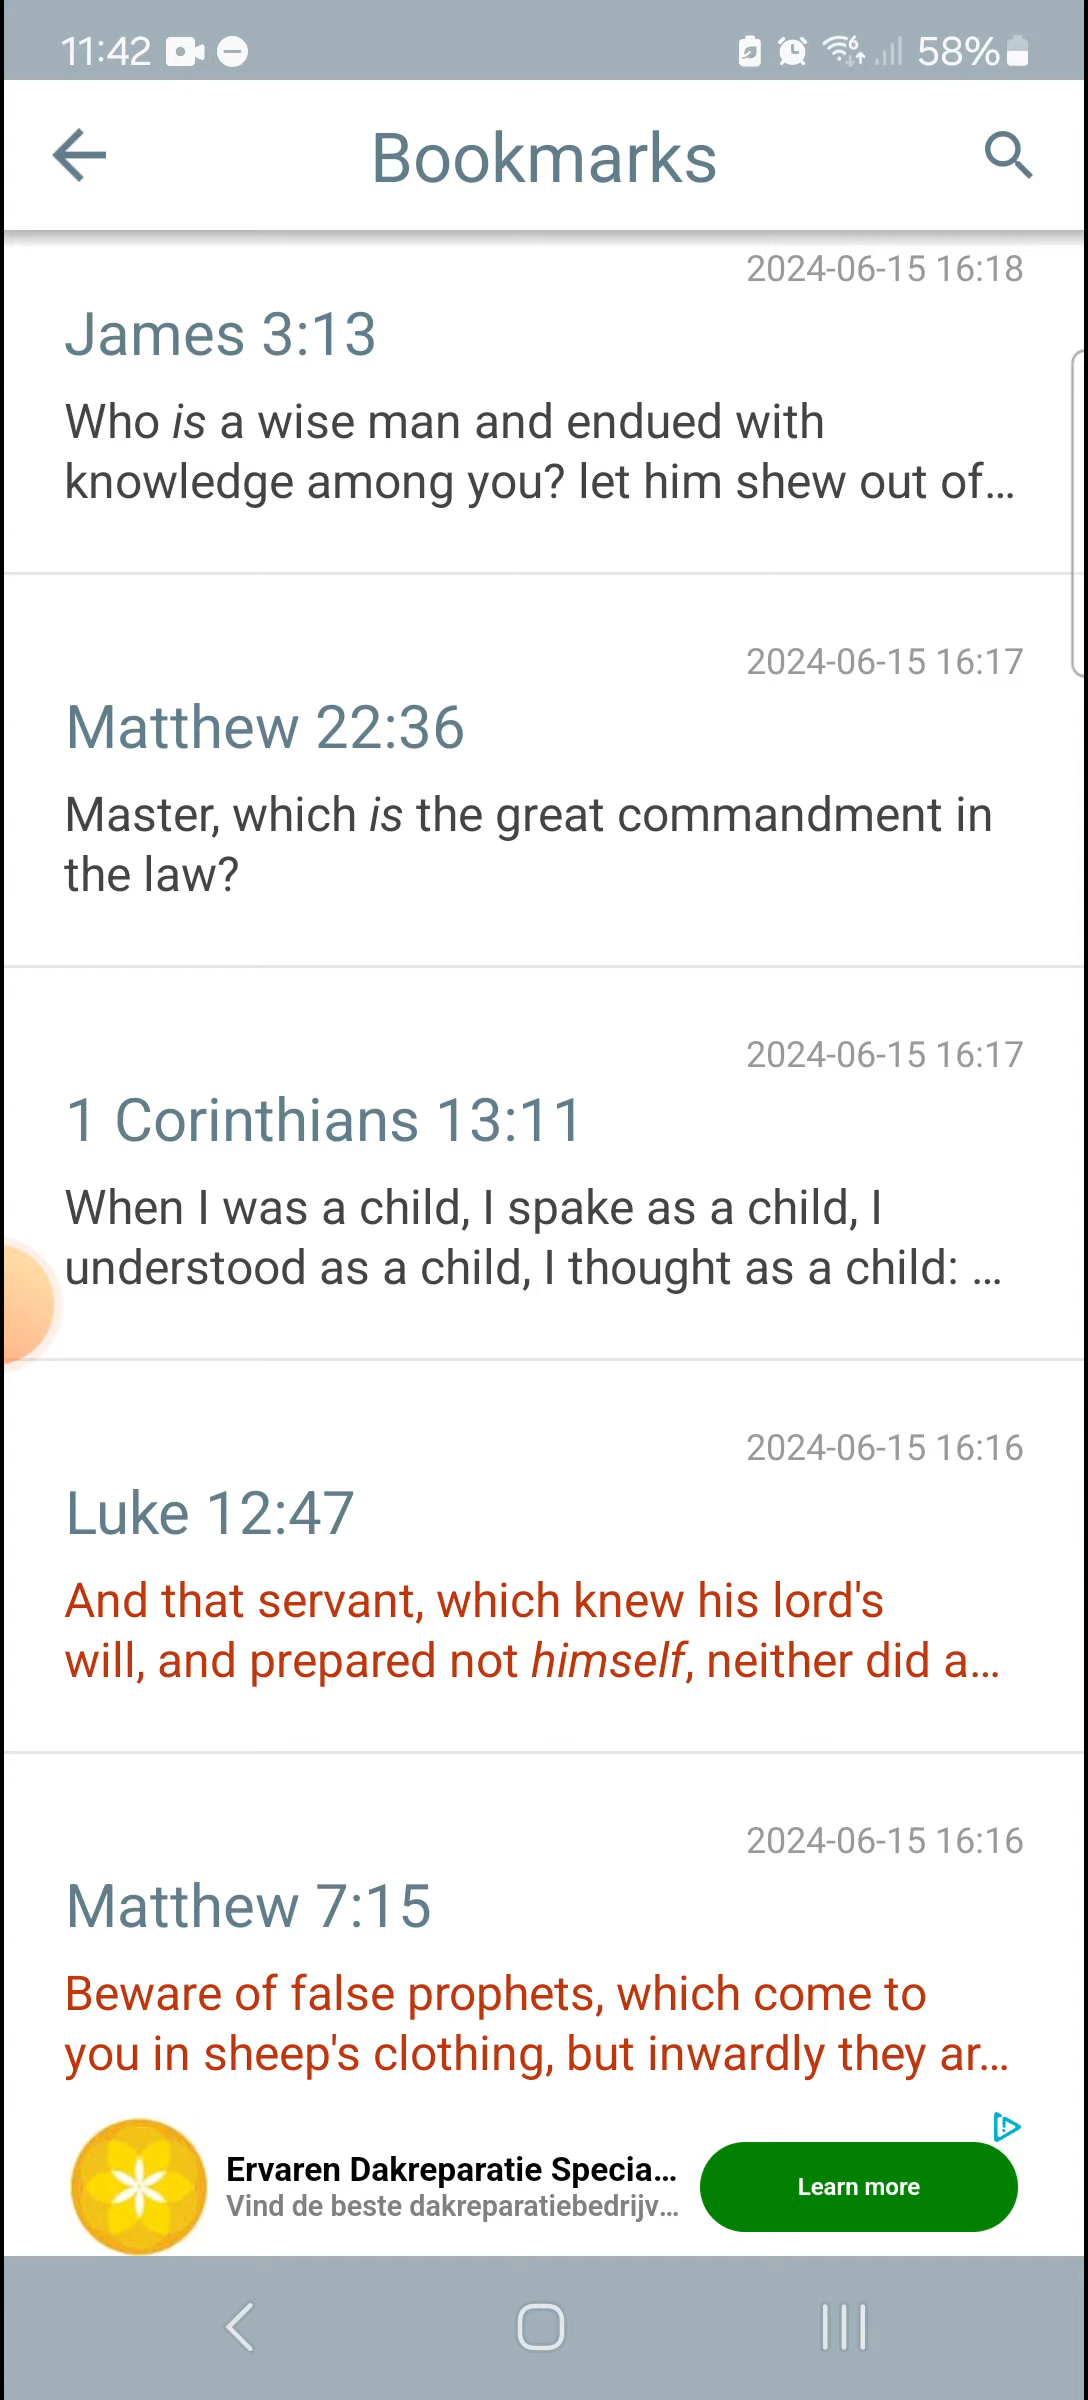 11:42
58%
Bookmarks
2024-06-15 16:18
James 3:13
Who is a wise man and endued with
knowledge among you? let him shew out of...
2024-06-15 16:17
Matthew 22:36
Master, which is the great commandment in
the law?
2024-06-15 16:17
1 Corinthians 13:11
When I was a child, I spake as a child, I
understood as a child, I thought as a child: ...
2024-06-15 16:16
Luke 12:47
And that servant, which knew his lord's
will, and prepared not himself, neither did a...
2024-06-15 16:16
Matthew 7:15
Beware of false prophets, which come to
you in sheep's clothing, but inwardly they ar...
Ervaren Dakreparatie Specia...
Vind de beste dakreparatiebedrijv...
Learn more